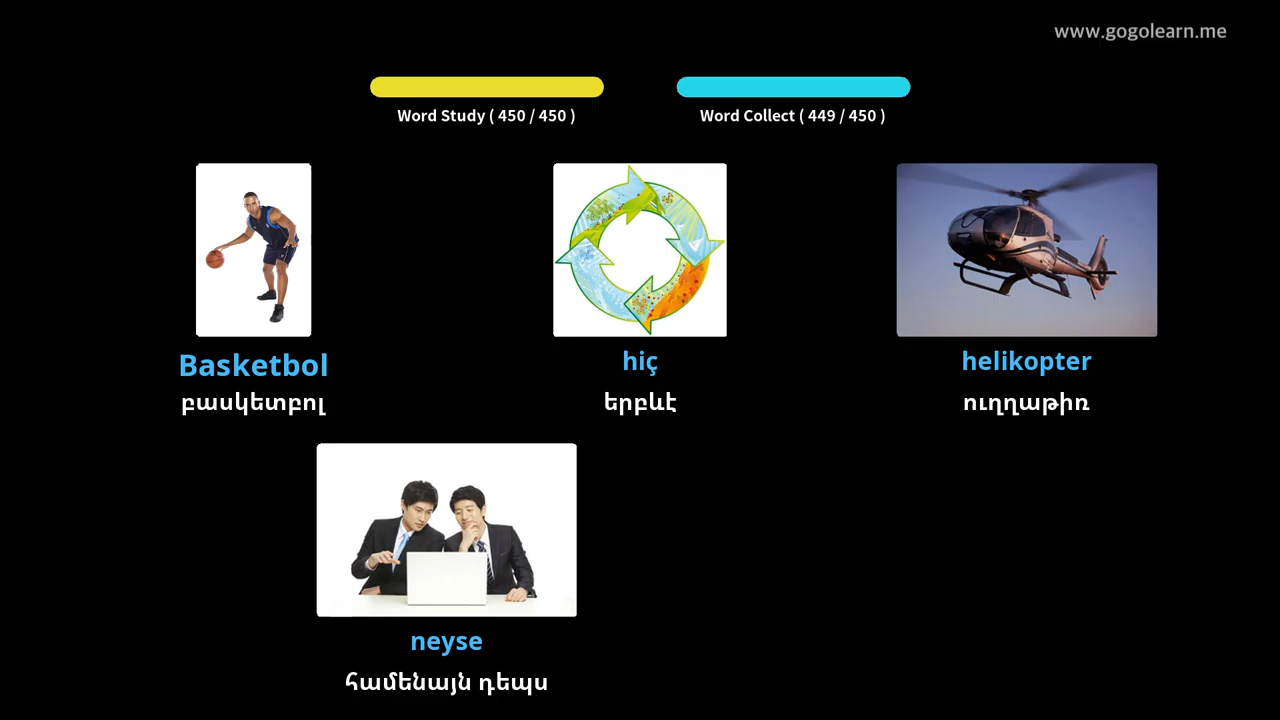 www.gogolearn.me
Word Study ( 450 / 450 )
Word Collect ( 449 / 450 )
Basketbol
բասկետբոլ
hiç
երբևէ
helikopter
ուղղաթիռ
neyse
համենայն դեպս